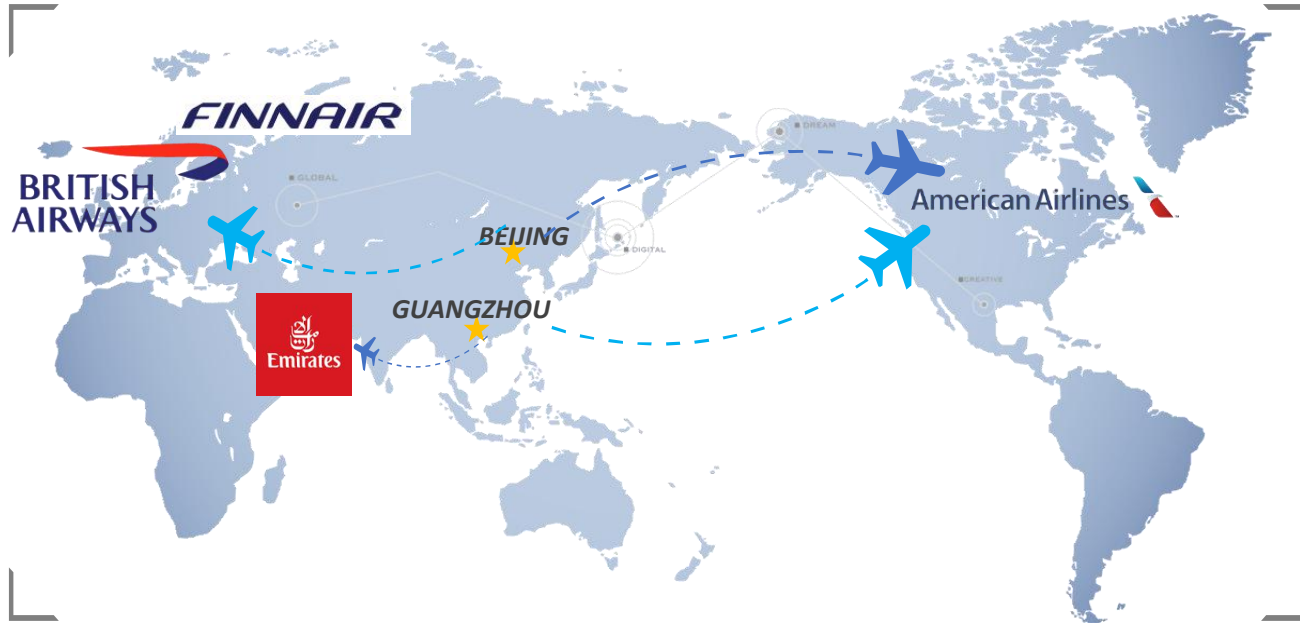 FINNAIR
BRITISH
AIRWAYS
GLOBAL
DREAM
American Airlines
BEIJING
DIGITAL
CREATIVE
GUANGZHOU
Emirates